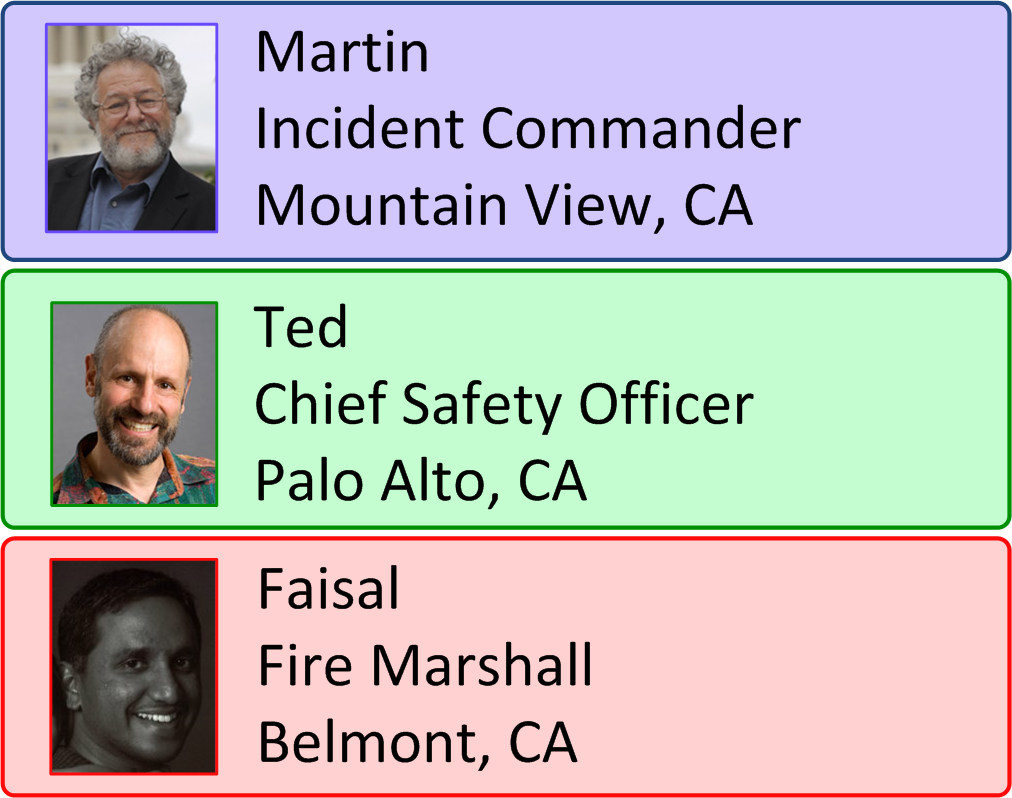 Martin
Incident Commander
Mountain View, CA
Ted
Chief Safety Officer
Palo Alto, CA
Faisal
Fire Marshall
Belmont, CA